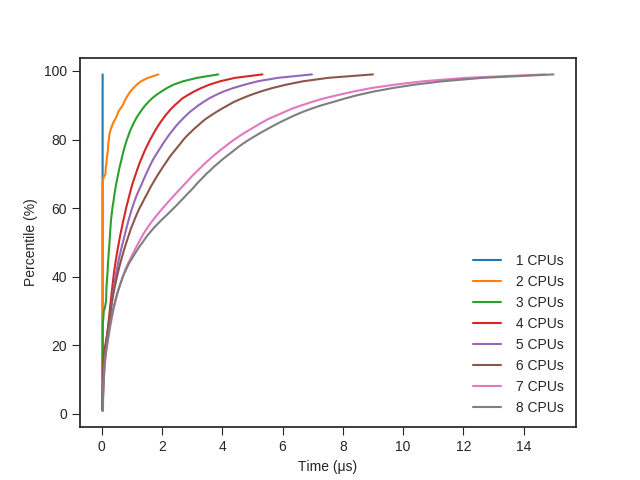 100
80
60
40
20
0
Percentile (%)
1 CPUs
2 CPUs
3 CPUs
4 CPUs
5 CPUs
6 CPUs
7 CPUs
8 CPUs
0 2 4 6 8 10 12 14
Time (μs)